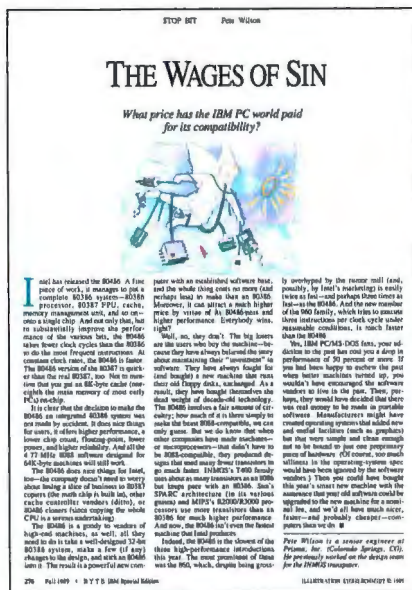 STOP BIT Pete Wilson
THE WAGES OF SIN
What price has the IBM PC world paid
for its compatibility?
Intel has released the 80486. A fine
piece of work, it manages to put a
complete 80386 system—80386
processor, 80387 FPU, cache,
memory management unit, and so on—
onto a single chip. And not only that, but
to substantially improve the perfor-
mance of the various bits, the 80486
takes fewer clock cycles than the 80386
to do the most frequent instructions. At
constant clock rates, the 80486 is faster.
The 80486 version of the 80387 is quick-
er than the real 80387, too. Not to men-
tion that you get an 8K-byte cache (one-
eighth the main memory of most early
PCs) on-chip.
It is clear that the decision to make the
80486 an integrated 80386 system was
not made by accident. It does nice things
for users, it offers higher performance, a
lower chip count, floating-point, lower
power, and higher reliability. And all the
4.77-MHz 8088 software designed for
64K-byte machines will still work.
The 80486 does nice things for Intel,
too—the company doesn't need to worry
about losing a slice of business to 80387
copiers (the math chip is built in), other
cache controller vendors (ditto), or
80386 cloners (since copying the whole
CPU is a serious undertaking).
The 80486 is a goody to vendors of
high-end machines, as well, all they
need to do is take a well-designed 32-bit
80386 system, make a few (if any)
changes to the design, and stick an 80486
into it. The result is a powerful new com-
puter with an established software base,
and the whole thing costs no more (and
perhaps less) to make than an 80386.
Moreover, it can attract a much higher
price by virtue of its 80486-ness and
higher performance. Everybody wins,
right?
Well, no, they don't. The big losers
are the users who buy the machine—be-
cause they have always believed the story
about maintaining their "investment" in
software. They have always fought for
(and bought) a new machine that runs
their old floppy disks, unchanged. As a
result, they have bought themselves the
dead weight of decade-old technology.
The 80486 involves a fair amount of cir-
cuitry; how much of it is there simply to
make the beast 8088-compatible, we can
only guess. But we do know that when
other companies have made machines—
or microprocessors—that didn't have to
be 8088-compatible, they produced de-
signs that used many fewer transistors to
go much faster. INMOS's T-800 family
uses about as many transistors as an 8086
but keeps pace with an 80386. Sun's
SPARC architecture (in its various
guises) and MIPS's R2000/R3000 pro-
cessors use more transistors than an
80386 for much higher performance.
And now, the 80486 isn't even the fastest
machine that Intel produces.
Indeed, the 80486 is the slowest of the
three high-performance introductions
this year. The most prominent of them
was the 860, which, despite being gross-
ly overhyped by the rumor mill (and,
possibly, by Intel's marketing) is easily
twice as fast—and perhaps three times as
fast—as the 80486. And the new member
of the 960 family, which tries to execute
three instructions per clock cycle under
reasonable conditions, is much faster
than the 80486.
Yes, IBM PC/MS-DOS fans, your ad-
diction to the past has cost you a drop in
performance of 50 percent or more. If
you had been happy to eschew the past
when better machines turned up, you
wouldn't have encouraged the software
vendors to live in the past. Then, per-
haps, they would have decided that there
was real money to be made in portable
software. Manufacturers might have
created operating systems that added new
and useful facilities (such as graphics)
but that were simple and clean enough
not to be bound to just one proprietary
piece of hardware. (Of course, too much
silliness in the operating-system spec
would have been ignored by the software
vendors.) Then you could have bought
this year's smart new machine with the
assurance that your old software could be
upgraded to the new machine for a nomi-
nal fee, and we'd all have much nicer,
faster—and probably cheaper—com-
puters than we do. ■
Pete Wilson is a senior engineer at
Prisma, Inc. (Colorado Springs, CO).
He previously worked on the design team
for the INMOS transputer.
276 Fall 1989 • BYTE IBM Special Edition